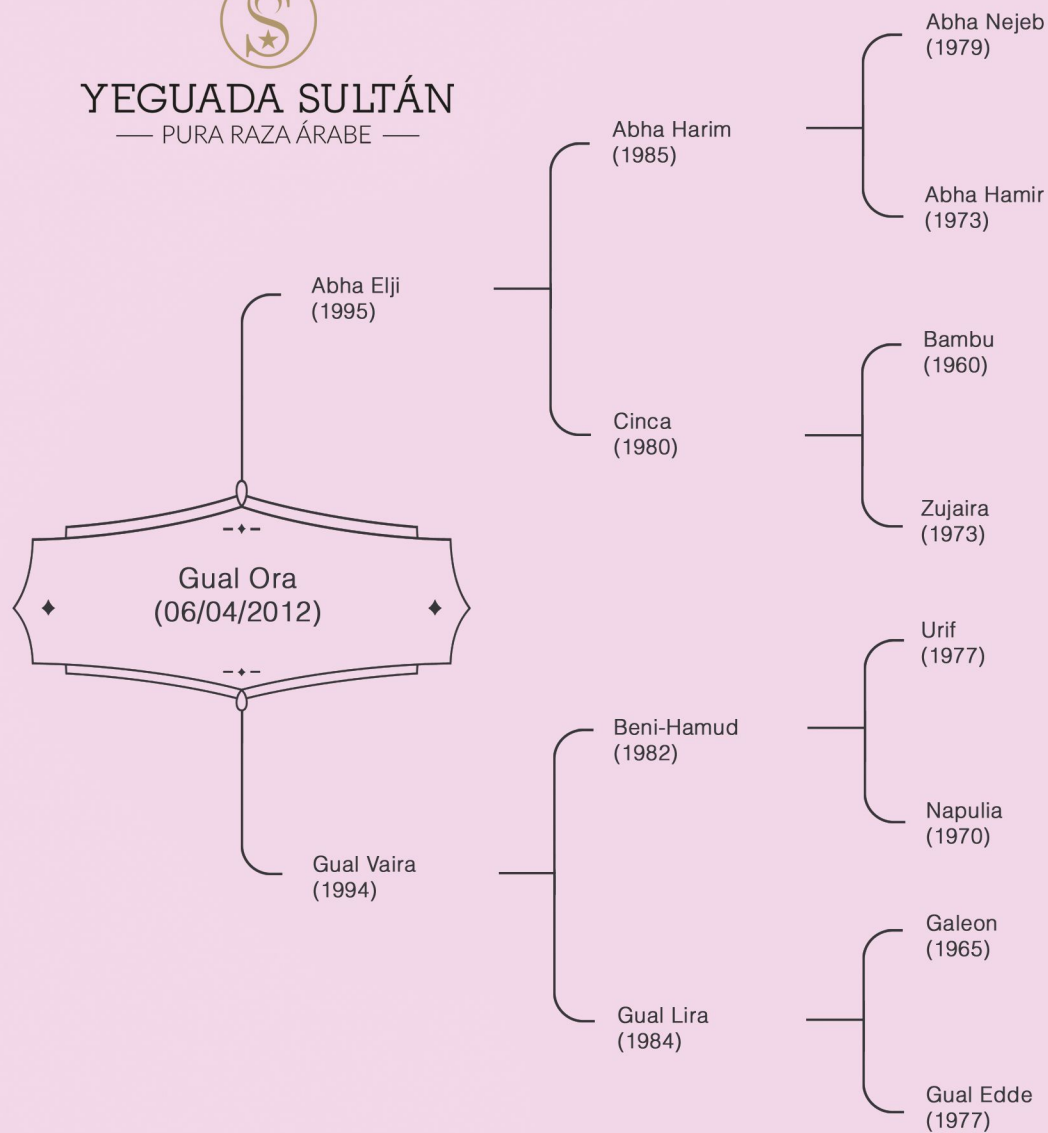 S
YEGUADA SULTÁN
PURA RAZA ÁRABE
Abha Nejeb
(1979)
Abha Harim
(1985)
Abha Hamir
(1973)
Abha Elji
(1995)
Bambu
(1960)
Cinca
(1980)
Zujaira
(1973)
Gual Ora
(06/04/2012)
Urif
(1977)
Beni-Hamud
(1982)
Napulia
(1970)
Gual Vaira
(1994)
Galeon
(1965)
Gual Lira
(1984)
Gual Edde
(1977)